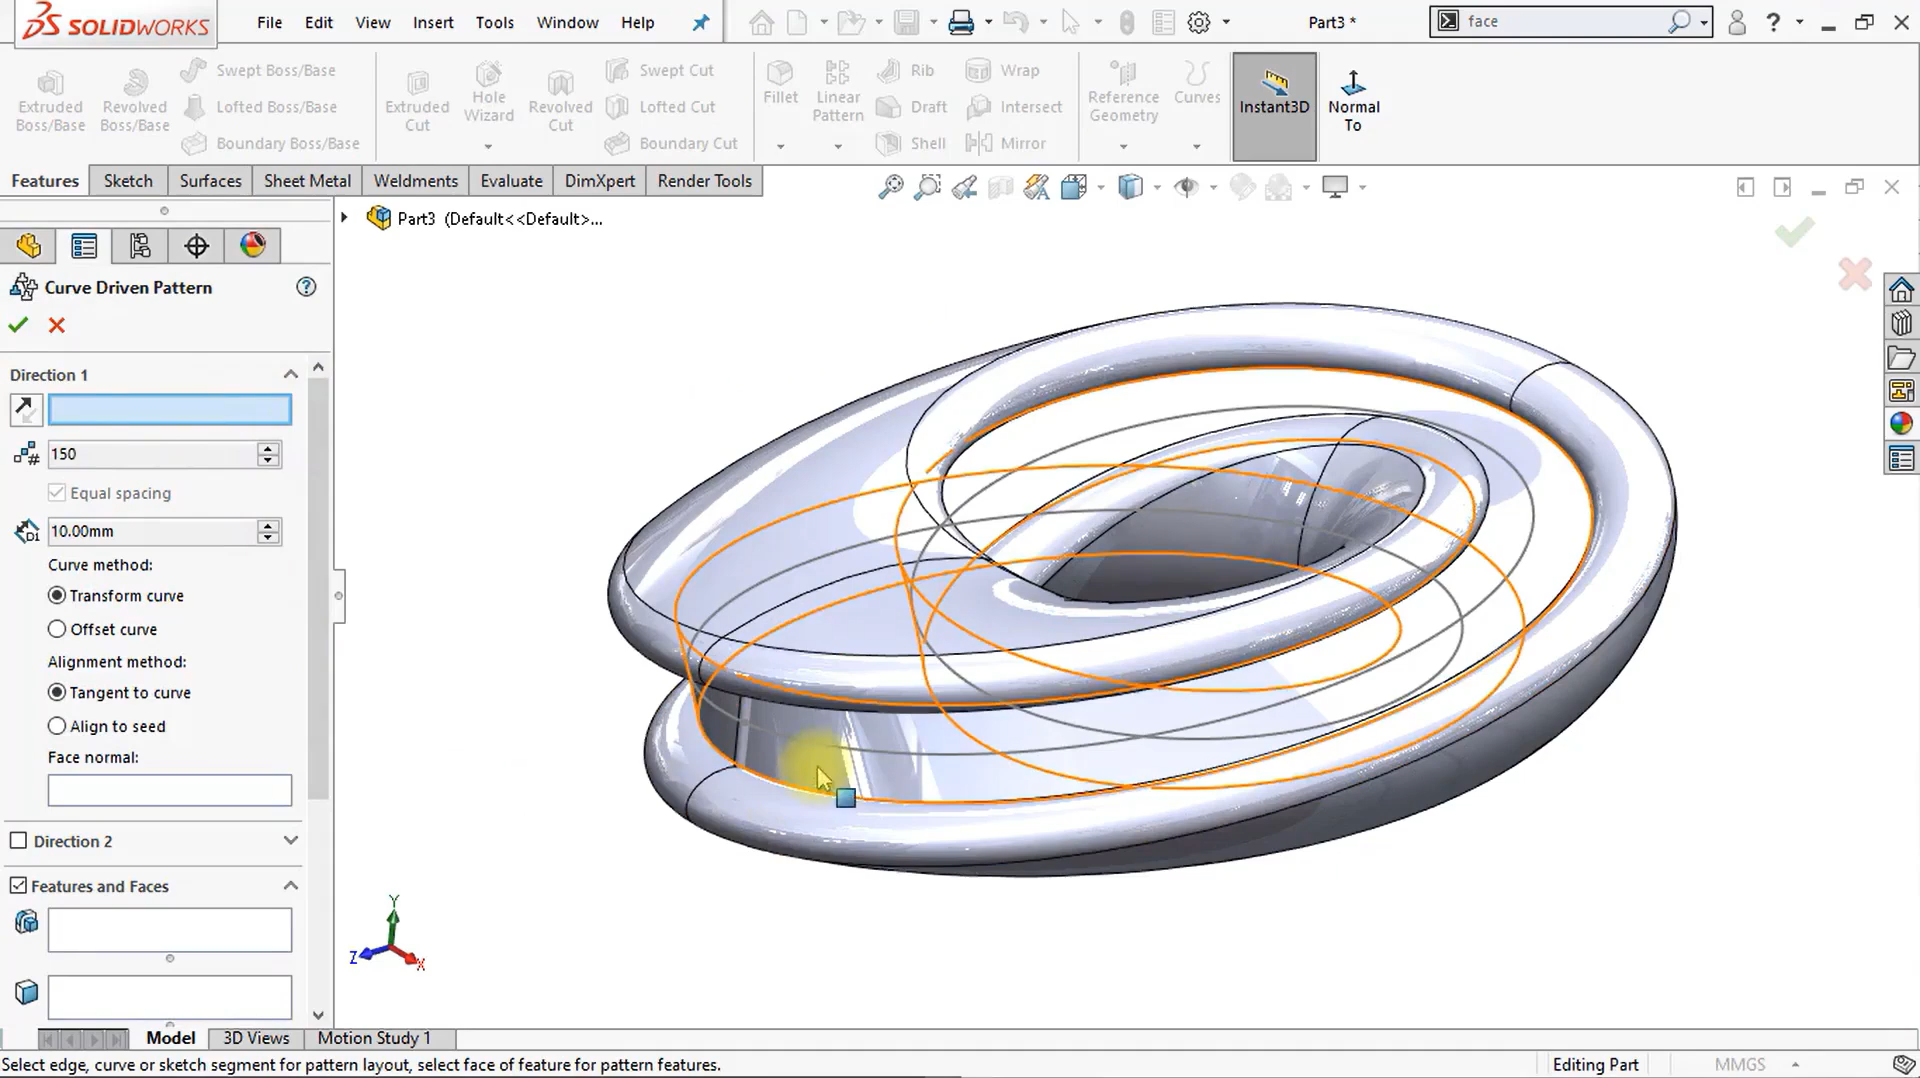 SOLIDWORKS
File Edit View Insert Tools Window Help
Part3 *
face
Extruded Boss/Base
Revolved Boss/Base
Swept Boss/Base
Lofted Boss/Base
Boundary Boss/Base
Extruded Cut
Hole Wizard
Revolved Cut
Swept Cut
Lofted Cut
Boundary Cut
Fillet
Linear Pattern
Rib
Draft
Shell
Wrap
Intersect
Mirror
Reference Geometry
Curves
Instant3D
Normal To
Features Sketch Surfaces Sheet Metal Weldments Evaluate DimXpert Render Tools
Part3 (Default<<Default>...
Curve Driven Pattern
Direction 1
150
Equal spacing
D1
10.00mm
Curve method:
Transform curve
Offset curve
Alignment method:
Tangent to curve
Align to seed
Face normal:
Direction 2
Features and Faces
Y
Z
X
Model 3D Views Motion Study 1
Select edge, curve or sketch segment for pattern layout, select face of feature for pattern features.
Editing Part
MMGS